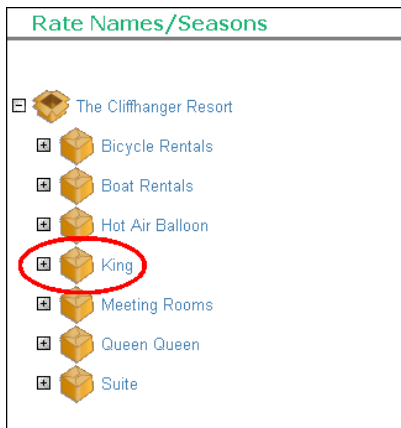 Rate Names/Seasons
The Cliffhanger Resort
Bicycle Rentals
Boat Rentals
Hot Air Balloon
King
Meeting Rooms
Queen Queen
Suite